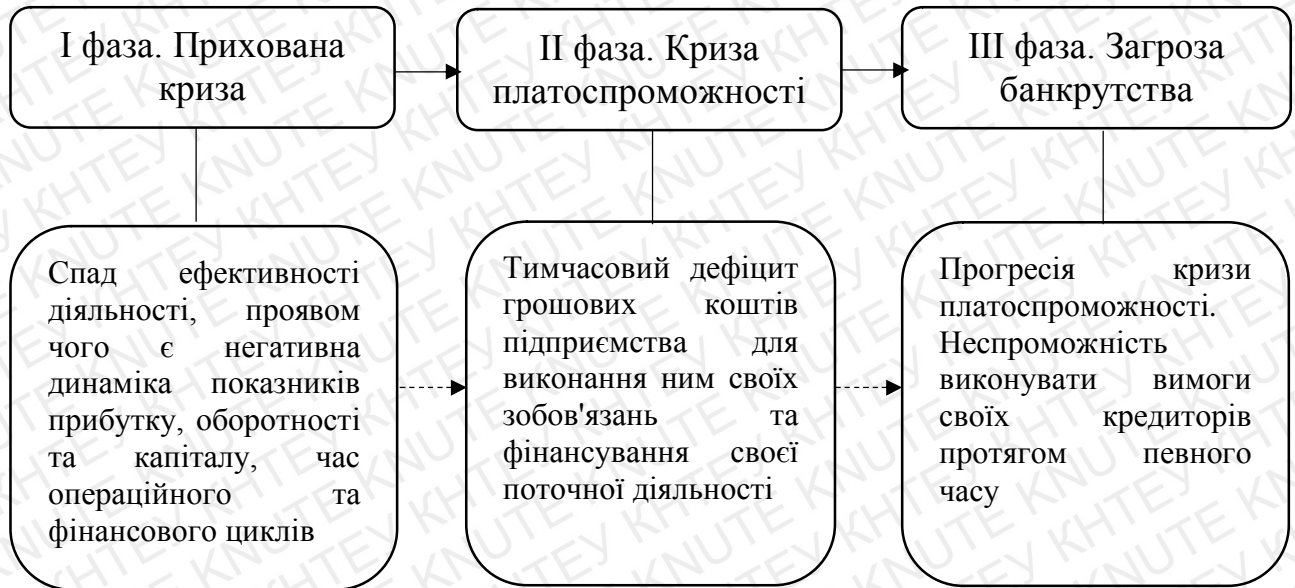 І фаза. Прихована
криза
ІІ фаза. Криза
платоспроможності
ІІІ фаза. Загроза
банкрутства
Спад ефективності
діяльності, проявом
чого є негативна
динаміка показників
прибутку, оборотності
та капіталу, час
операційного та
фінансового циклів
Тимчасовий дефіцит
грошових коштів
підприємства для
виконання ним своїх
зобов'язань та
фінансування своєї
поточної діяльності
Прогресія кризи
платоспроможності.
Неспроможність
виконувати вимоги
своїх кредиторів
протягом певного
часу